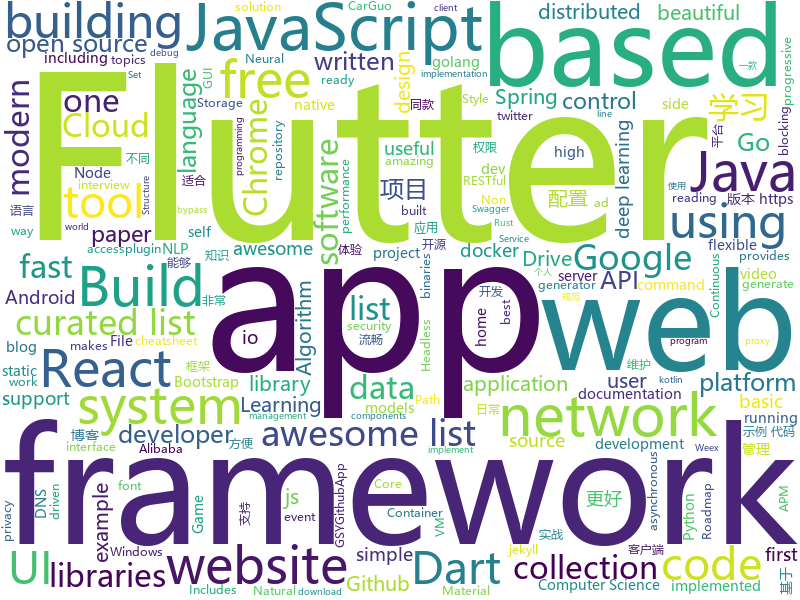 building JavaScript based distributed beautiful
open source free written Spring golang
Flutter
modern including one language Chrome software design control Go 学习
Cloud tool paper Java
fast Build using
Android React Google Drive API
curated list list docker
app web
system data library application platform
developer awesome list network
framework
UI libraries website Dart collection code
example simple Github Computer Science implemented
CarGuo solution debug Neural GUI ready topics
Storage native side progressive 一款
client implementation Set
twitter 同款 useful 权限 平台
Node repository 配置 blocking
项目 high deep learning
不同 interview Structure programming performance dev RESTful Non ad
语言 适合 reading 版本 https
way bypass self built 应用 Swagger Rust Service 使用
accessplugin NLP awesome project 开源 flexible provides
能够 知识 体验 binaries 开发 server generator video Continuous 个人
非常 world security command generate
File io Algorithm 流畅 Headless home best 规范
blog makes cheatsheet program proxy
static 框架 Learning user 维护 kotlin
work Bootstrap models documentation
support management Path 日常 basic running
components source development 示例 代码
博客 interface asynchronous Weex
Alibaba 方便 implement 管理
privacy DNS driven font js 支持 GSYGithubApp event Game Core Container VM 更好 Python Roadmap APM
实战 客户端 first 基于
Windows jekyll
Includes Natural download Material Style line